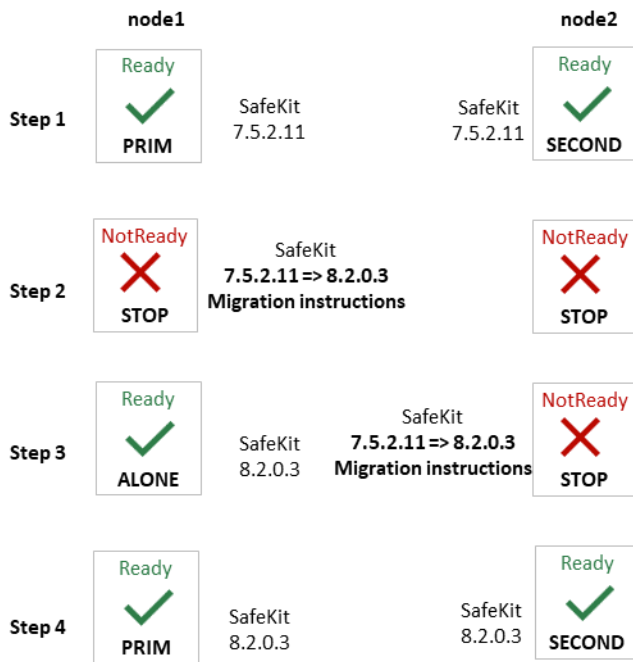 node1
node2
Step 1
Ready
PRIM
SafeKit
7.5.2.11
SafeKit
7.5.2.11
Ready
SECOND
Step 2
NotReady
STOP
SafeKit
7.5.2.11 => 8.2.0.3
Migration instructions
NotReady
STOP
Step 3
Ready
ALONE
SafeKit
8.2.0.3
SafeKit
7.5.2.11 => 8.2.0.3
Migration instructions
NotReady
STOP
Step 4
Ready
PRIM
SafeKit
8.2.0.3
SafeKit
8.2.0.3
Ready
SECOND